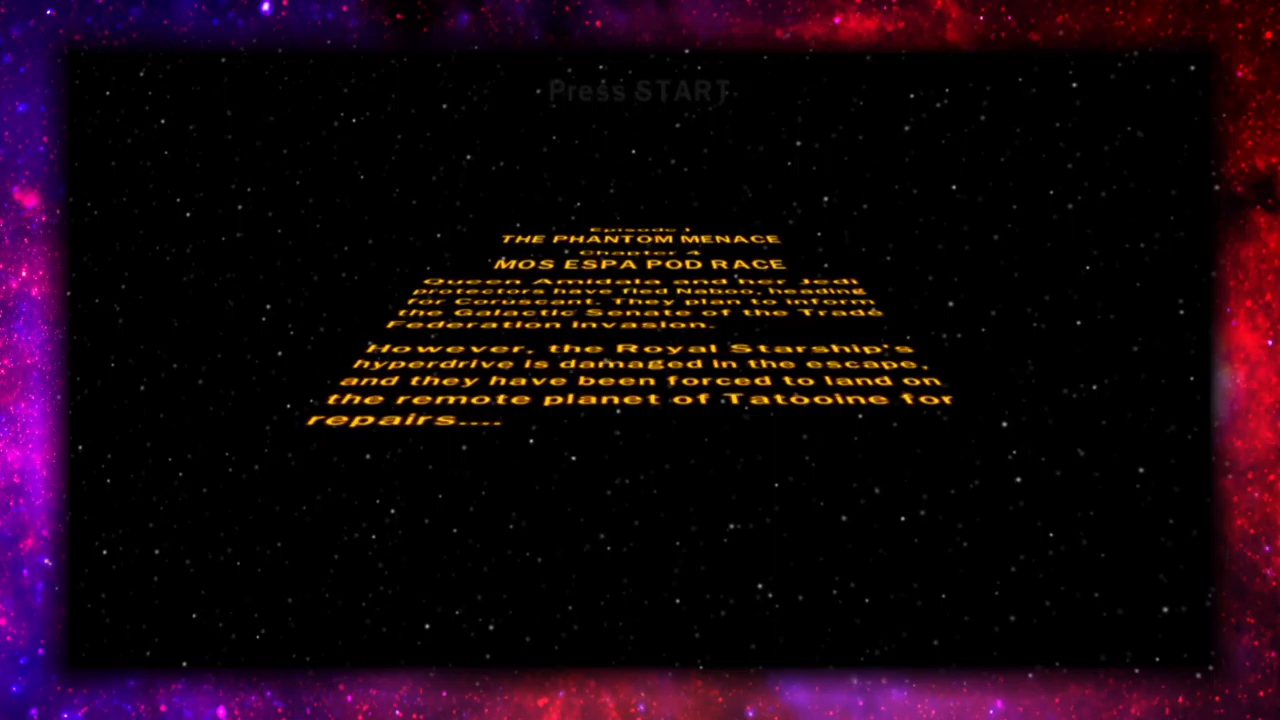 Press START
Episode I
THE PHANTOM MENACE
Chapter 4
MOS ESPA POD RACE
Queen Amidala and her Jedi
protectors have fled Naboo, heading
for Coruscant. They plan to inform
the Galactic Senate of the Trade
Federation invasion.
However, the Royal Starship's
hyperdrive is damaged in the escape,
and they have been forced to land on
the remote planet of Tatooine for
repairs....